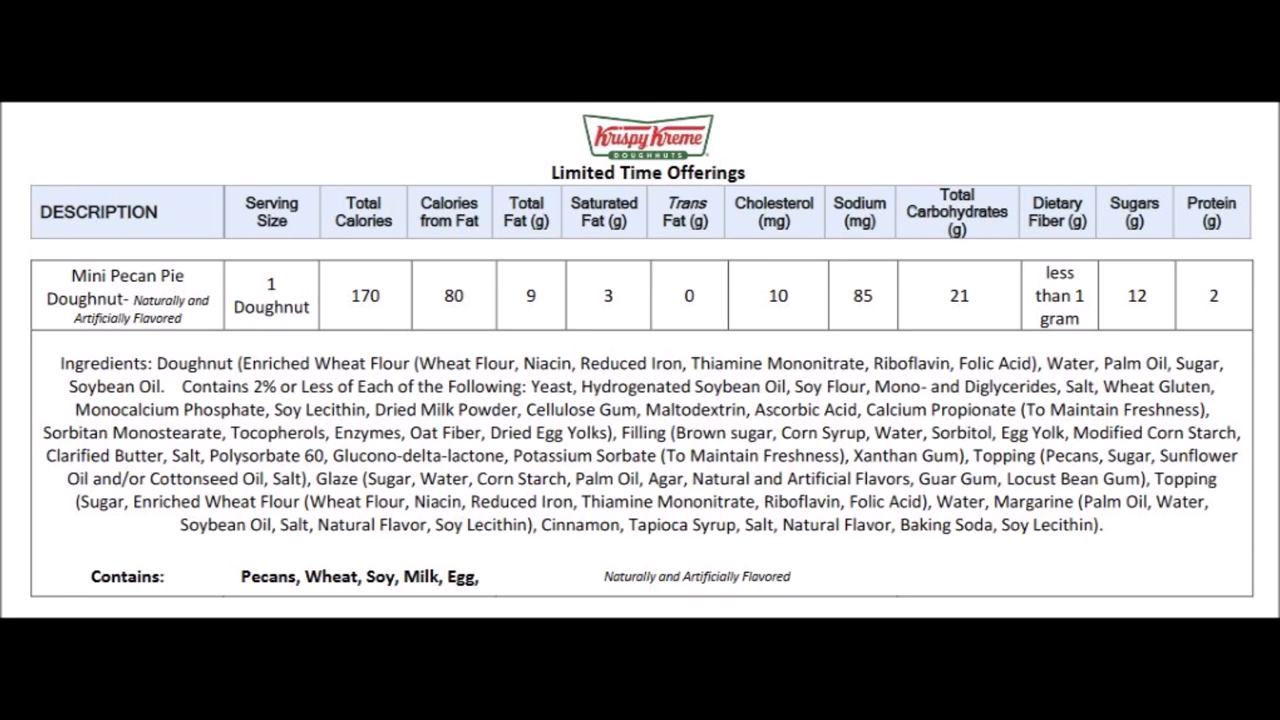 Krispy Kreme
DOUGHNUTS
Limited Time Offerings
DESCRIPTION
Serving
Size
Total
Calories
Calories
from Fat
Total
Fat (g)
Saturated
Fat (g)
Trans
Fat (g)
Cholesterol
(mg)
Sodium
(mg)
Total
Carbohydrates
(g)
Dietary
Fiber (g)
Sugars
(g)
Protein
(g)
Mini Pecan Pie
Doughnut- Naturally and
Artificially Flavored
1
Doughnut
170
80
9
3
0
10
85
21
less
than 1
gram
12
2
Ingredients: Doughnut (Enriched Wheat Flour (Wheat Flour, Niacin, Reduced Iron, Thiamine Mononitrate, Riboflavin, Folic Acid), Water, Palm Oil, Sugar,
Soybean Oil. Contains 2% or Less of Each of the Following: Yeast, Hydrogenated Soybean Oil, Soy Flour, Mono- and Diglycerides, Salt, Wheat Gluten,
Monocalcium Phosphate, Soy Lecithin, Dried Milk Powder, Cellulose Gum, Maltodextrin, Ascorbic Acid, Calcium Propionate (To Maintain Freshness),
Sorbitan Monostearate, Tocopherols, Enzymes, Oat Fiber, Dried Egg Yolks), Filling (Brown sugar, Corn Syrup, Water, Sorbitol, Egg Yolk, Modified Corn Starch,
Clarified Butter, Salt, Polysorbate 60, Glucono-delta-lactone, Potassium Sorbate (To Maintain Freshness), Xanthan Gum), Topping (Pecans, Sugar, Sunflower
Oil and/or Cottonseed Oil, Salt), Glaze (Sugar, Water, Corn Starch, Palm Oil, Agar, Natural and Artificial Flavors, Guar Gum, Locust Bean Gum), Topping
(Sugar, Enriched Wheat Flour (Wheat Flour, Niacin, Reduced Iron, Thiamine Mononitrate, Riboflavin, Folic Acid), Water, Margarine (Palm Oil, Water,
Soybean Oil, Salt, Natural Flavor, Soy Lecithin), Cinnamon, Tapioca Syrup, Salt, Natural Flavor, Baking Soda, Soy Lecithin).
Contains: Pecans, Wheat, Soy, Milk, Egg, Naturally and Artificially Flavored